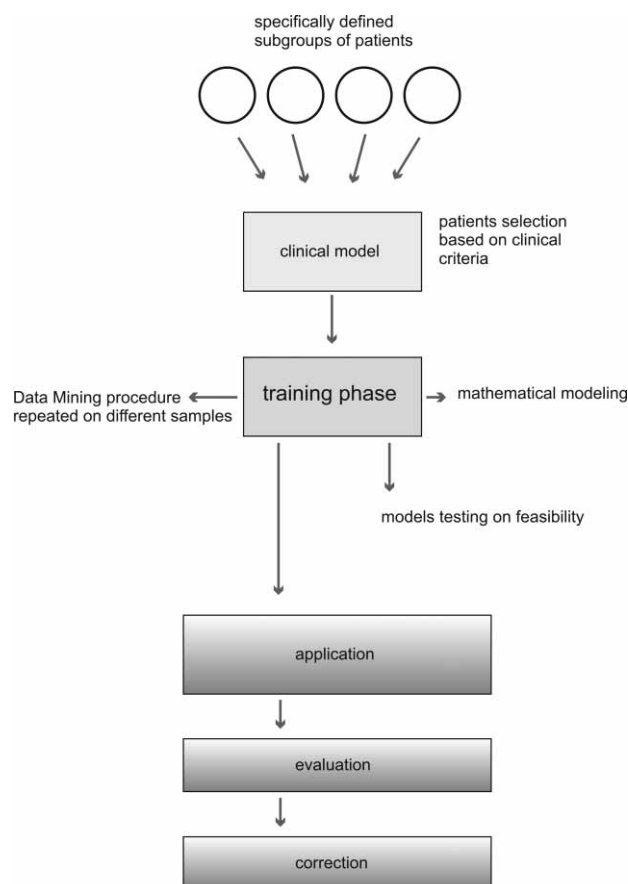 specifically defined
subgroups of patients
clinical model
patients selection
based on clinical
criteria
training phase
Data Mining procedure
repeated on different samples
mathematical modeling
models testing on feasibility
application
evaluation
correction